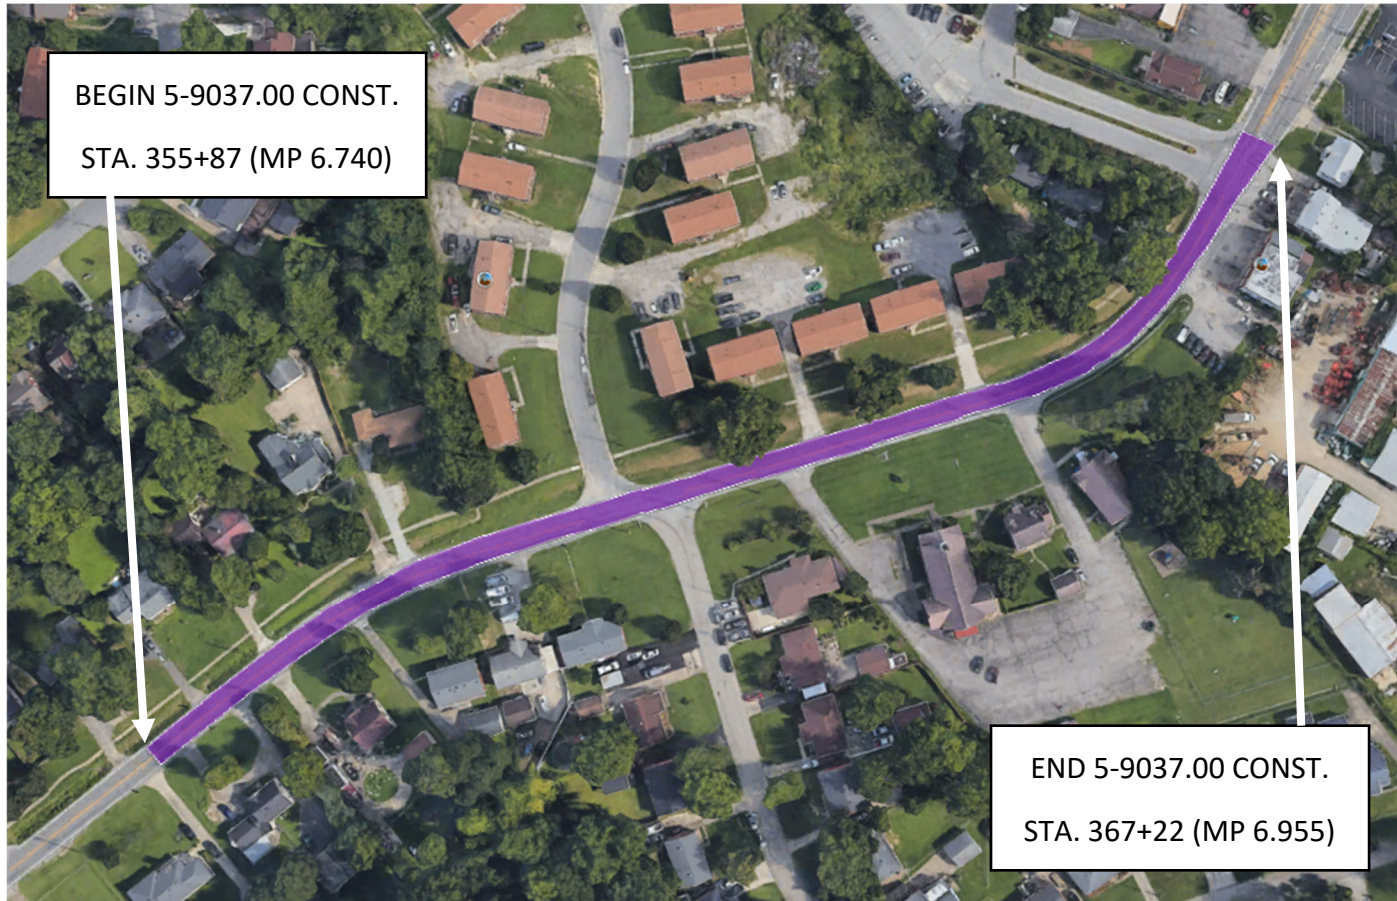 BEGIN 5-9037.00 CONST.
STA. 355+87 (MP 6.740)
END 5-9037.00 CONST.
STA. 367+22 (MP 6.955)